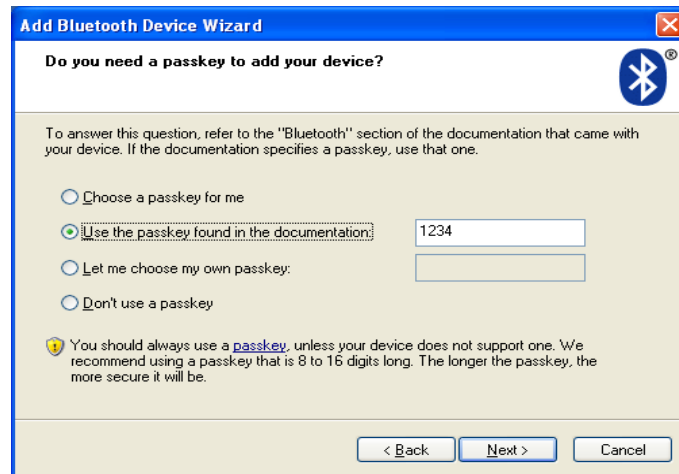 Add Bluetooth Device Wizard
Do you need a passkey to add your device?
®
To answer this question, refer to the "Bluetooth" section of the documentation that came with
your device. If the documentation specifies a passkey, use that one.
Choose a passkey for me
Use the passkey found in the documentation: 1234
Let me choose my own passkey:
Don't use a passkey
You should always use a passkey, unless your device does not support one. We
recommend using a passkey that is 8 to 16 digits long. The longer the passkey, the
more secure it will be.
< Back Next > Cancel